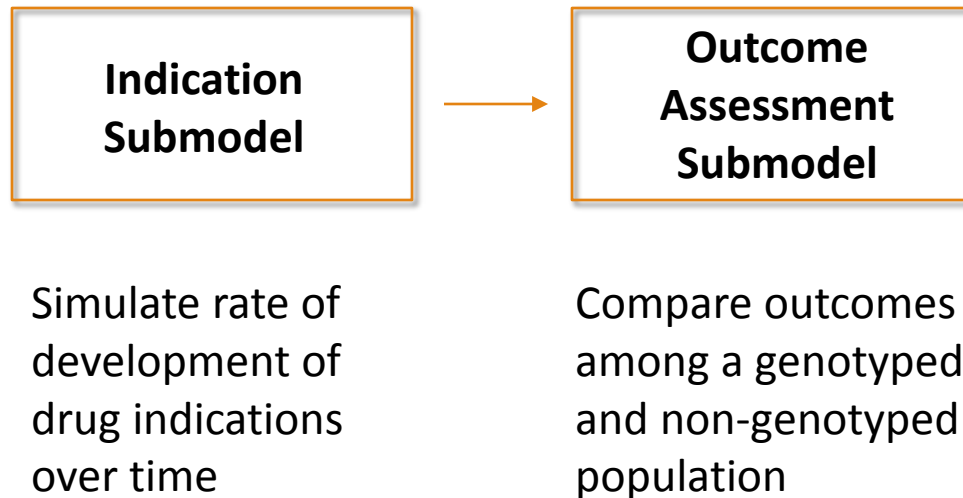 Indication
Submodel
Outcome
Assessment
Submodel
Simulate rate of
development of
drug indications
over time
Compare outcomes
among a genotyped
and non-genotyped
population